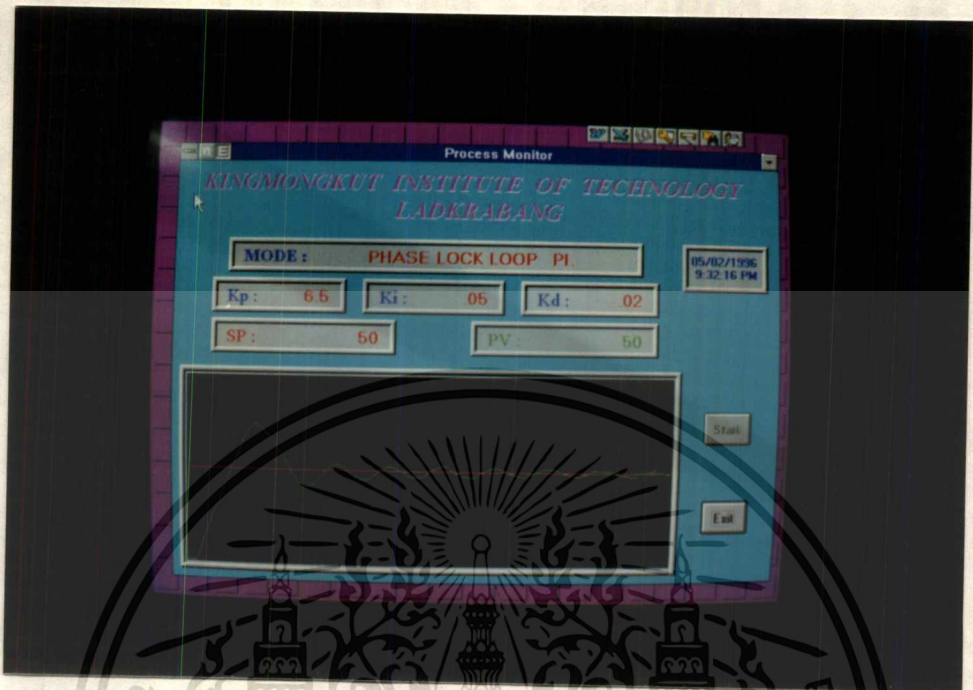 Process Monitor
KINGMONGKUT INSTITUTE OF TECHNOLOGY
LADKRABANG
MODE : PHASE LOCK LOOP PI
05/02/1996
9:32:16 PM
Kp : 6.5 Ki : 05 Kd : 02
SP : 50 PV : 50
Start
Exit